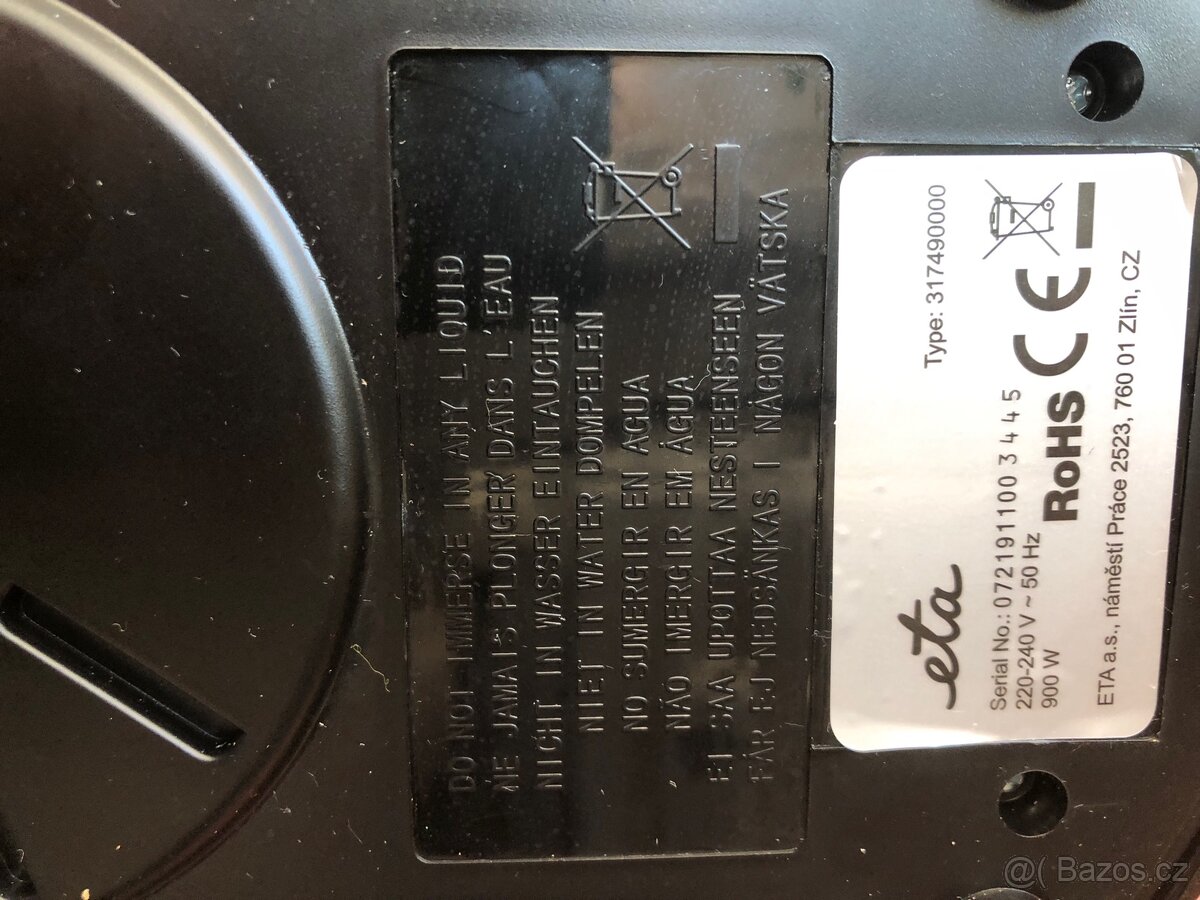 DO NOT IMMERSE IN ANY LIQUID
NE JAMAIS PLONGER DANS L'EAU
NICHT IN WASSER EINTAUCHEN
NIET IN WATER DOMPELEN
NO SUMERGIR EN AGUA
NÃO IMERGIR EM ÁGUA
EI SAA UPOTTAA NESTEENSEEN
FÅR EJ NEDSÄNKAS I NÅGON VÄTSKA
eta
Type: 317490000
Serial No.: 072191100 3445
220-240 V ~ 50 Hz
900 W
RoHS CE
ETA a.s., náměstí Práce 2523, 760 01 Zlín, CZ
@( Bazos.cz